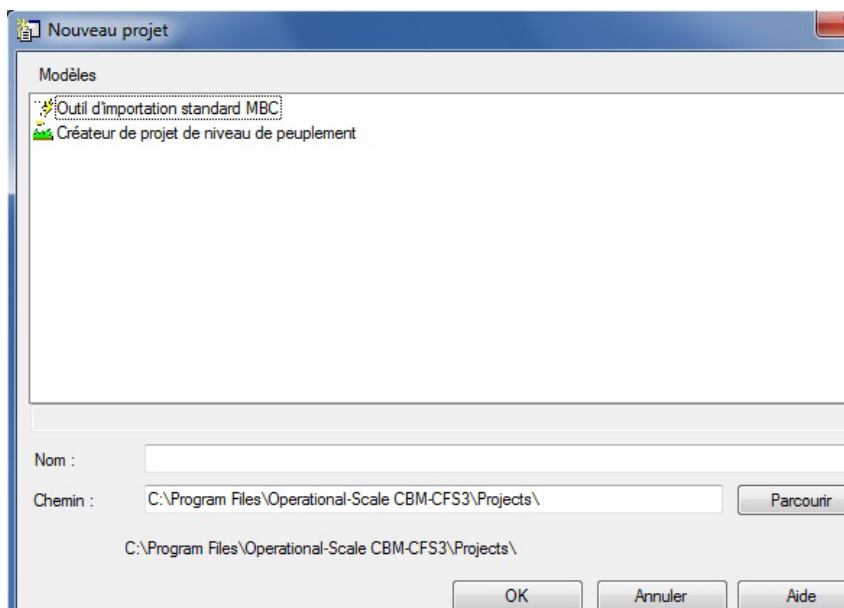 Nouveau projet
Modèles
Outil d'importation standard MBC
Créateur de projet de niveau de peuplement
Nom :
Chemin : C:\Program Files\Operational-Scale CBM-CFS3\Projects\ Parcourir
C:\Program Files\Operational-Scale CBM-CFS3\Projects\
OK Annuler Aide